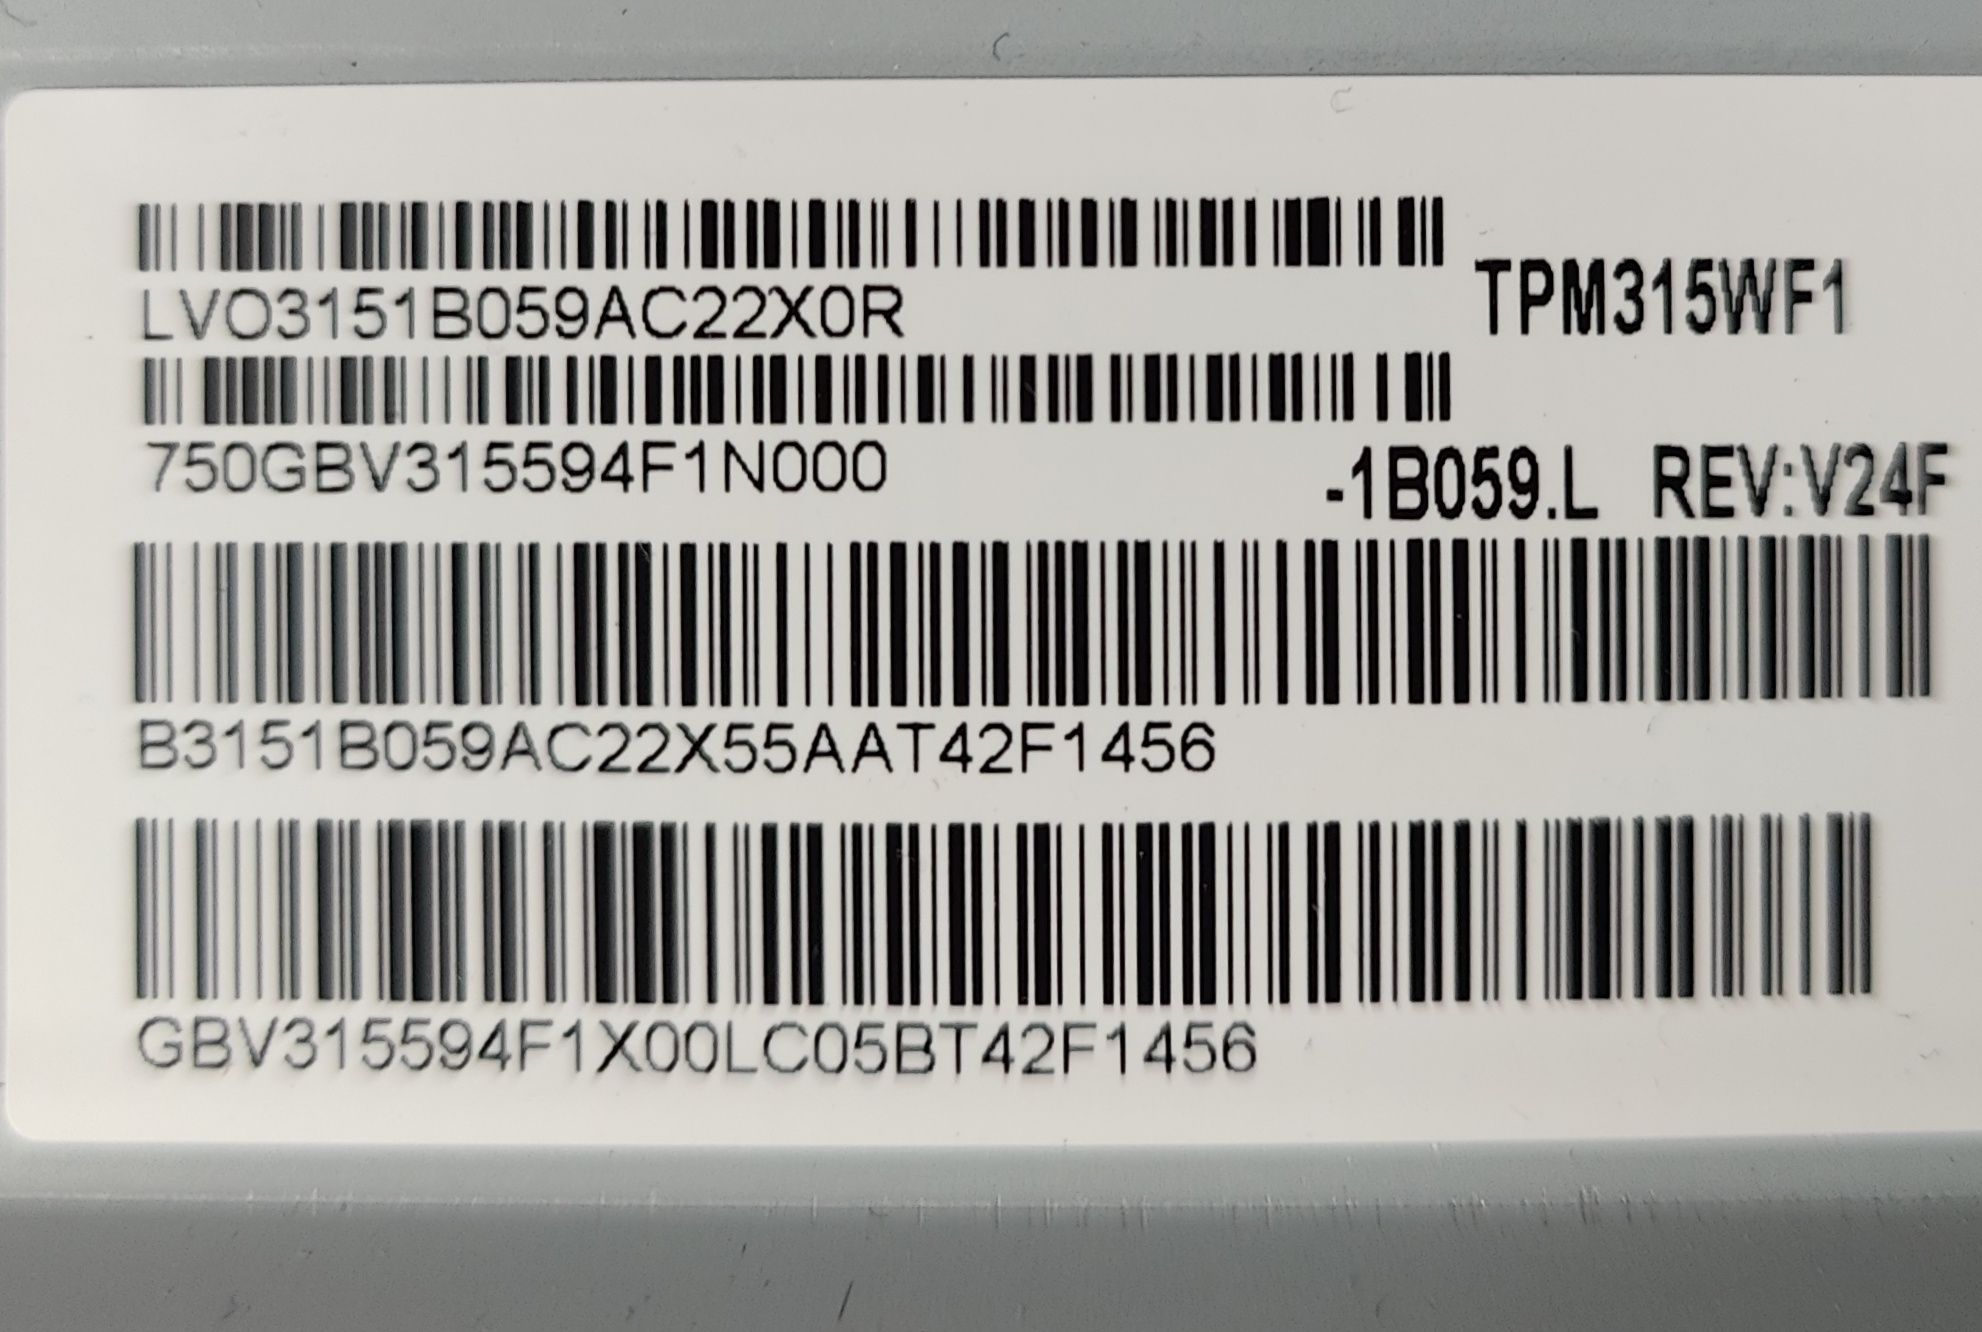 LVO3151B059AC22X0R
TPM315WF1
750GBV315594F1N000
-1B059.L REV:V24F
B3151B059AC22X55AAT42F1456
GBV315594F1X00LC05BT42F1456